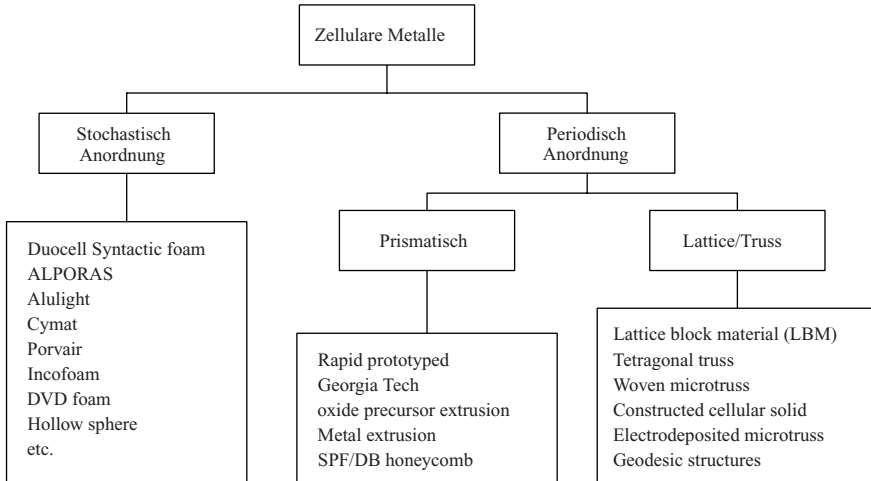 Zellulare Metalle
Stochastisch
Anordnung
Periodisch
Anordnung
Duocell Syntactic foam
ALPORAS
Alulight
Cymat
Porvair
Incofoam
DVD foam
Hollow sphere
etc.
Prismatisch
Lattice/Truss
Rapid prototyped
Georgia Tech
oxide precursor extrusion
Metal extrusion
SPF/DB honeycomb
Lattice block material (LBM)
Tetragonal truss
Woven microtruss
Constructed cellular solid
Electrodeposited microtruss
Geodesic structures